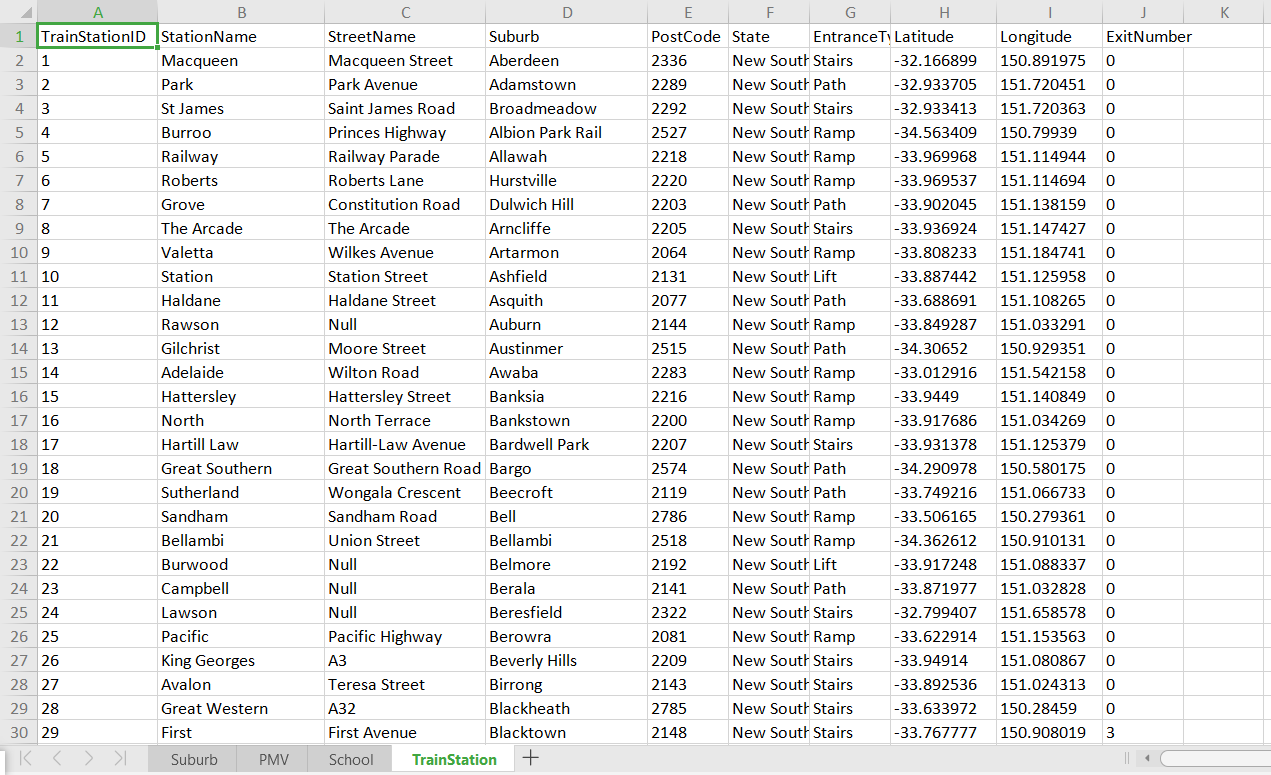 A B C D E F G H I J K
1 TrainStationID StationName StreetName Suburb PostCode State EntranceTy Latitude Longitude ExitNumber
2 1 Macqueen Macqueen Street Aberdeen 2336 New South Stairs -32.166899 150.891975 0
3 2 Park Park Avenue Adamstown 2289 New South Path -32.933705 151.720451 0
4 3 St James Saint James Road Broadmeadow 2292 New South Stairs -32.933413 151.720363 0
5 4 Burroo Princes Highway Albion Park Rail 2527 New South Ramp -34.563409 150.79939 0
6 5 Railway Railway Parade Allawah 2218 New South Ramp -33.969968 151.114944 0
7 6 Roberts Roberts Lane Hurstville 2220 New South Ramp -33.969537 151.114694 0
8 7 Grove Constitution Road Dulwich Hill 2203 New South Path -33.902045 151.138159 0
9 8 The Arcade The Arcade Arncliffe 2205 New South Stairs -33.936924 151.147427 0
10 9 Valetta Wilkes Avenue Artarmon 2064 New South Ramp -33.808233 151.184741 0
11 10 Station Station Street Ashfield 2131 New South Lift -33.887442 151.125958 0
12 11 Haldane Haldane Street Asquith 2077 New South Path -33.688691 151.108265 0
13 12 Rawson Null Auburn 2144 New South Ramp -33.849287 151.033291 0
14 13 Gilchrist Moore Street Austinmer 2515 New South Path -34.30652 150.929351 0
15 14 Adelaide Wilton Road Awaba 2283 New South Ramp -33.012916 151.542158 0
16 15 Hattersley Hattersley Street Banksia 2216 New South Ramp -33.9449 151.140849 0
17 16 North North Terrace Bankstown 2200 New South Ramp -33.917686 151.034269 0
18 17 Hartill Law Hartill-Law Avenue Bardwell Park 2207 New South Stairs -33.931378 151.125379 0
19 18 Great Southern Great Southern Road Bargo 2574 New South Path -34.290978 150.580175 0
20 19 Sutherland Wongala Crescent Beecroft 2119 New South Path -33.749216 151.066733 0
21 20 Sandham Sandham Road Bell 2786 New South Ramp -33.506165 150.279361 0
22 21 Bellambi Union Street Bellambi 2518 New South Ramp -34.362612 150.910131 0
23 22 Burwood Null Belmore 2192 New South Lift -33.917248 151.088337 0
24 23 Campbell Null Berala 2141 New South Path -33.871977 151.032828 0
25 24 Lawson Null Beresfield 2322 New South Stairs -32.799407 151.658578 0
26 25 Pacific Pacific Highway Berowra 2081 New South Ramp -33.622914 151.153563 0
27 26 King Georges A3 Beverly Hills 2209 New South Stairs -33.94914 151.080867 0
28 27 Avalon Teresa Street Birrong 2143 New South Stairs -33.892536 151.024313 0
29 28 Great Western A32 Blackheath 2785 New South Stairs -33.633972 150.28459 0
30 29 First First Avenue Blacktown 2148 New South Stairs -33.767777 150.908019 3
Suburb PMV School TrainStation